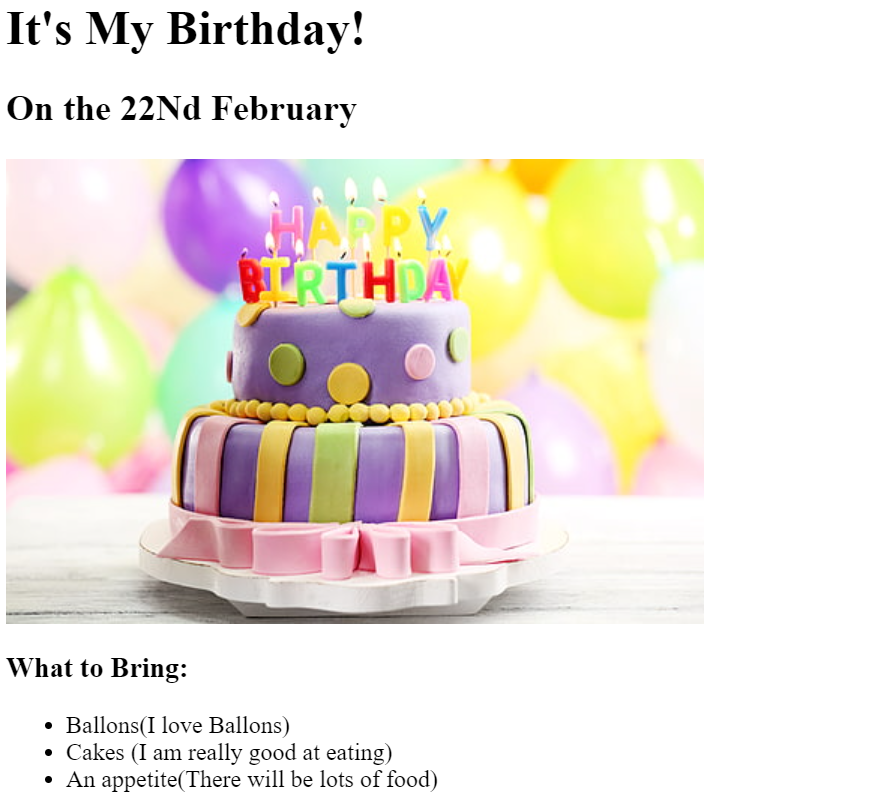 It's My Birthday!
On the 22Nd February
HAPPY
BIRTHDAY
What to Bring:
Ballons(I love Ballons)
Cakes (I am really good at eating)
An appetite(There will be lots of food)